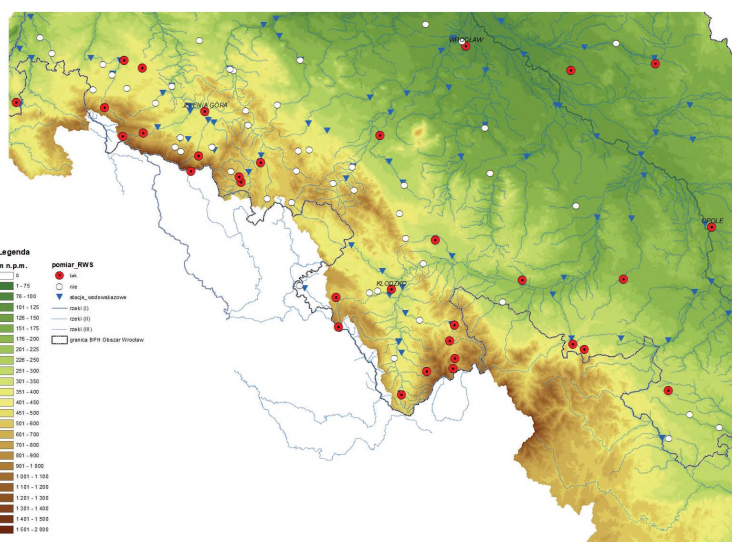 WROCŁAW
JELENIA GÓRA
OPOLE
KŁODZKO
Legenda
m n.p.m.
0
1 - 75
76 - 100
101 - 125
126 - 150
151 - 175
176 - 200
201 - 225
226 - 250
251 - 300
301 - 350
351 - 400
401 - 450
451 - 500
501 - 600
601 - 700
701 - 800
801 - 900
901 - 1 000
1 001 - 1 100
1 101 - 1 200
1 201 - 1 300
1 301 - 1 400
1 401 - 1 500
1 501 - 2 000
pomiar_RWS
tak
nie
stacje_wodowskazowe
rzeki (I)
rzeki (II)
rzeki (III)
granica BPH Obszar Wrocław